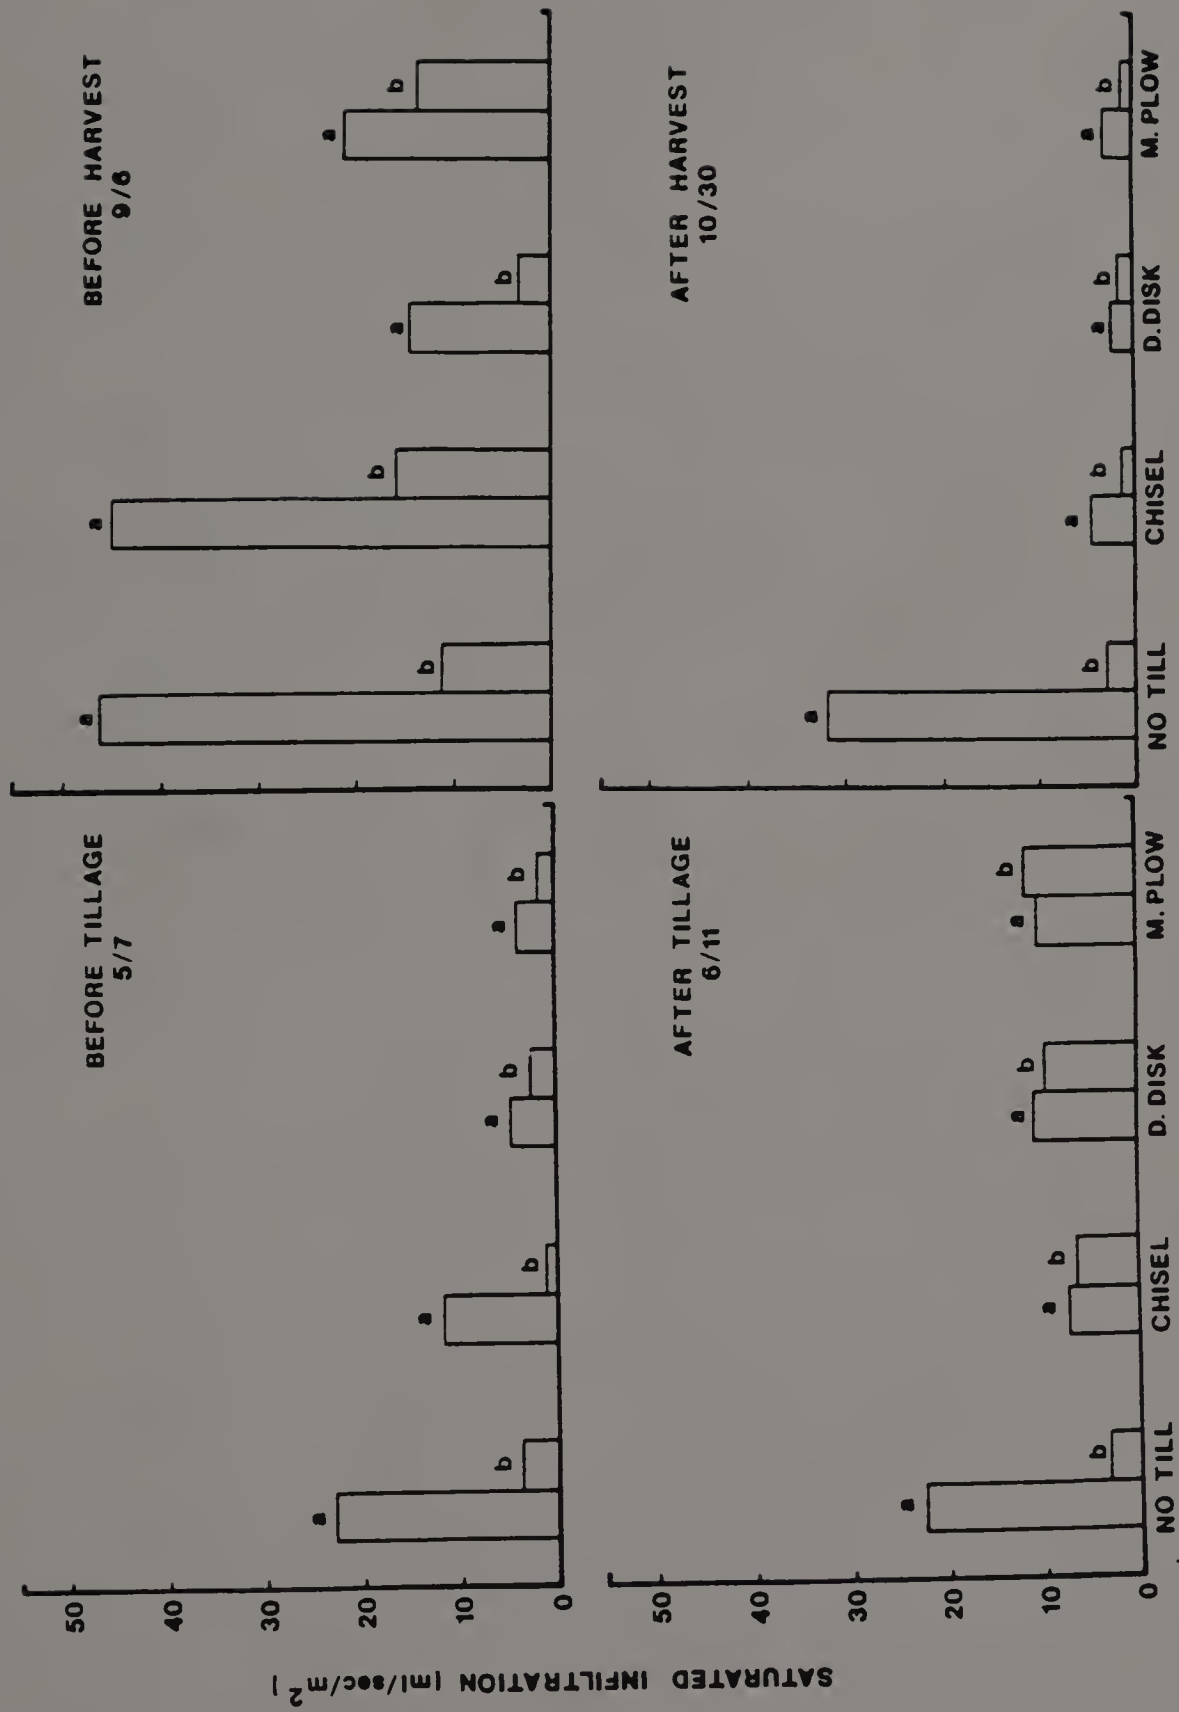 SATURATED INFILTRATION (ml/sec/m²)
BEFORE TILLAGE
5/7
50
40
30
20
10
0
a
b
a
b
a
b
a
b
BEFORE HARVEST
9/6
a
b
a
b
a
b
a
b
AFTER TILLAGE
6/11
50
40
30
20
10
0
a
b
a
b
a
b
a
b
NO TILL
CHISEL
D. DISK
M. PLOW
AFTER HARVEST
10/30
a
b
a
b
a
b
a
b
NO TILL
CHISEL
D. DISK
M. PLOW